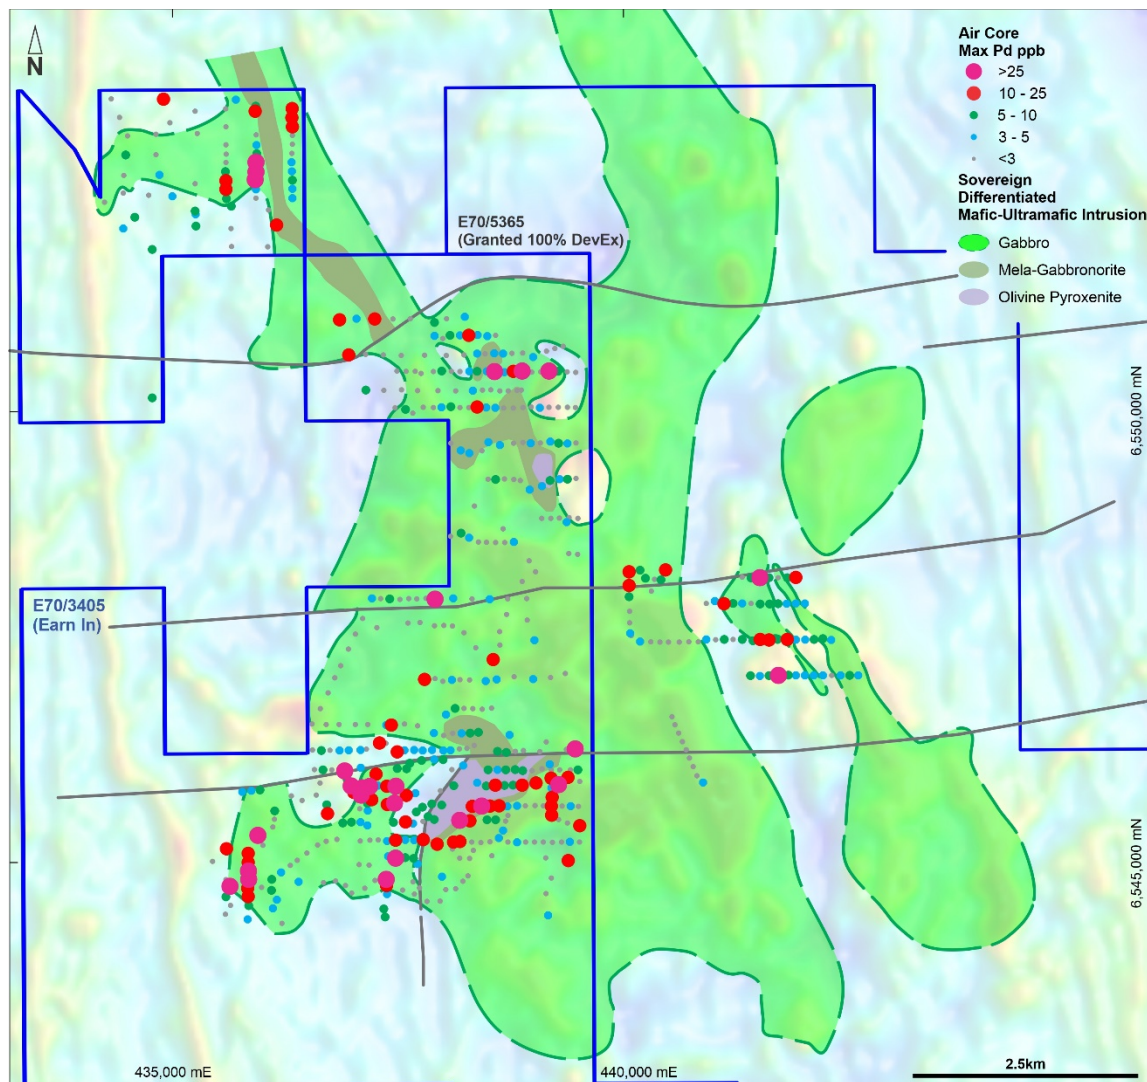 N
Air Core
Max Pd ppb
>25
10 - 25
5 - 10
3 - 5
<3
Sovereign
Differentiated
Mafic-Ultramafic Intrusion
Gabbro
Mela-Gabbronorite
Olivine Pyroxenite
E70/5365
(Granted 100% DevEx)
6,550,000 mN
E70/3405
(Earn In)
6,545,000 mN
435,000 mE
440,000 mE
2.5km